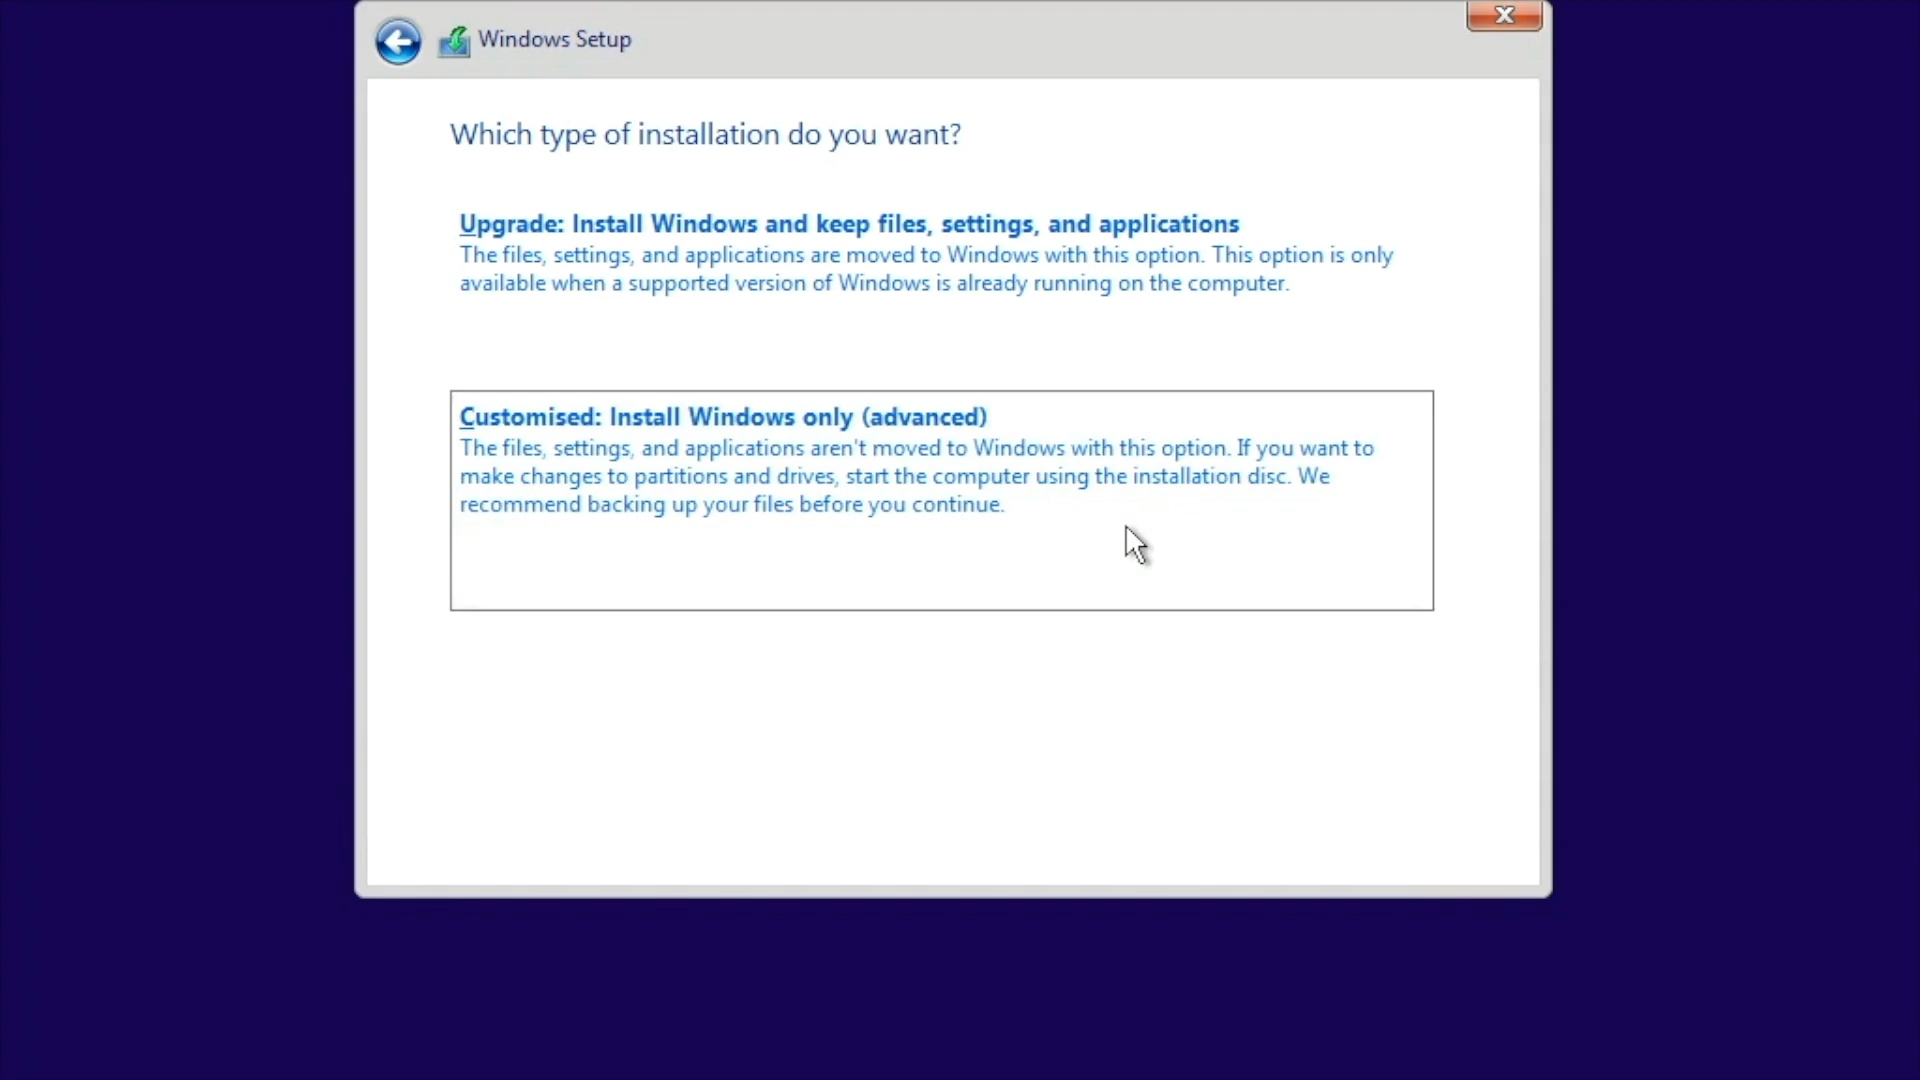 Windows Setup
Which type of installation do you want?
Upgrade: Install Windows and keep files, settings, and applications
The files, settings, and applications are moved to Windows with this option. This option is only
available when a supported version of Windows is already running on the computer.
Customised: Install Windows only (advanced)
The files, settings, and applications aren't moved to Windows with this option. If you want to
make changes to partitions and drives, start the computer using the installation disc. We
recommend backing up your files before you continue.